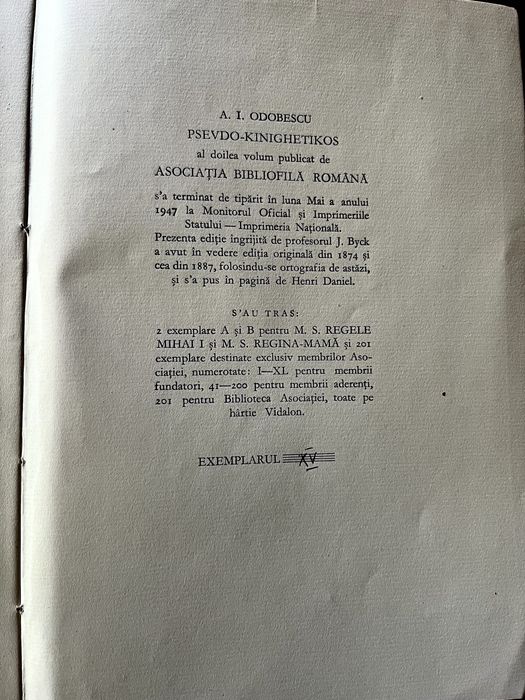 A. I. ODOBESCU
PSEVDO-KINIGHETIKOS
al doilea volum publicat de
ASOCIAȚIA BIBLIOFILĂ ROMÂNĂ
s'a terminat de tipărit în luna Mai a anului
1947 la Monitorul Oficial și Imprimeriile
Statului — Imprimeria Națională.
Prezenta ediție îngrijită de profesorul J. Byck
a avut în vedere ediția originală din 1874 și
cea din 1887, folosindu-se ortografia de astăzi,
și s'a pus în pagină de Henri Daniel.
S'AU TRAS:
2 exemplare A și B pentru M. S. REGELE
MIHAI I și M. S. REGINA-MAMĂ și 201
exemplare destinate exclusiv membrilor Aso-
ciației, numerotate: I—XL pentru membrii
fundatori, 41—200 pentru membrii aderenți,
201 pentru Biblioteca Asociației, toate pe
hârtie Vidalon.
EXEMPLARUL XV